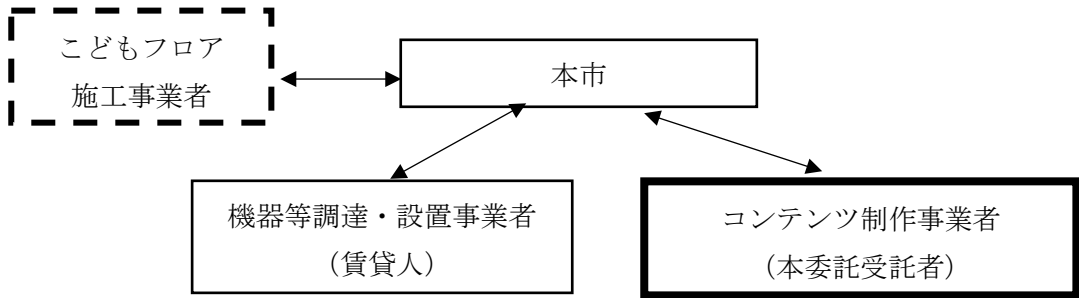 こどもフロア
施工事業者
本市
機器等調達・設置事業者
（賃貸人）
コンテンツ制作事業者
（本委託受託者）